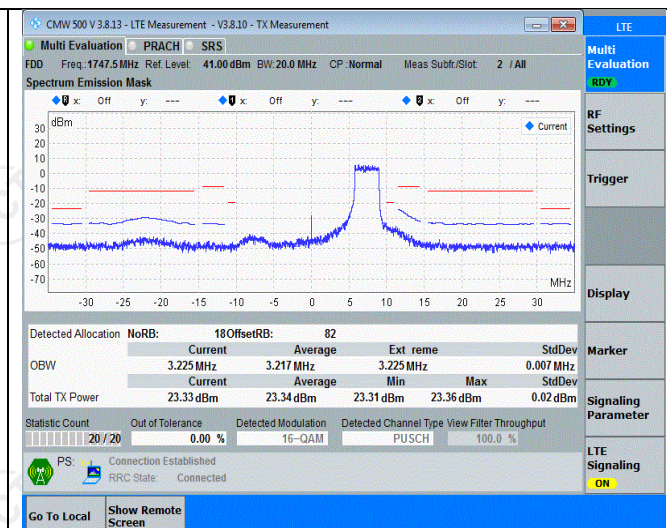 CMW 500 V 3.8.13 - LTE Measurement - V3.8.10 - TX Measurement
LTE
Multi Evaluation PRACH SRS
Multi Evaluation
RDY
FDD Freq.: 1747.5 MHz Ref. Level: 41.00 dBm BW: 20.0 MHz CP : Normal Meas Subfr./Slot: 2 / All
Spectrum Emission Mask
x: Off y: --- x: Off y: --- x: Off y: ---
dBm
Current
30
20
10
0
-10
-20
-30
-40
-50
-60
-70
MHz
-30 -25 -20 -15 -10 -5 0 5 10 15 20 25 30
RF
Settings
Trigger
Display
Marker
Signaling
Parameter
LTE
Signaling
ON
Detected Allocation NoRB: 18 OffsetRB: 82
Current Average Ext reme StdDev
OBW 3.225 MHz 3.217 MHz 3.225 MHz 0.007 MHz
Current Average Min Max StdDev
Total TX Power 23.33 dBm 23.34 dBm 23.31 dBm 23.36 dBm 0.02 dBm
Statistic Count Out of Tolerance Detected Modulation Detected Channel Type View Filter Throughput
20 / 20 0.00 % 16-QAM PUSCH 100.0 %
PS: Connection Established
RRC State: Connected
Go To Local
Show Remote
Screen